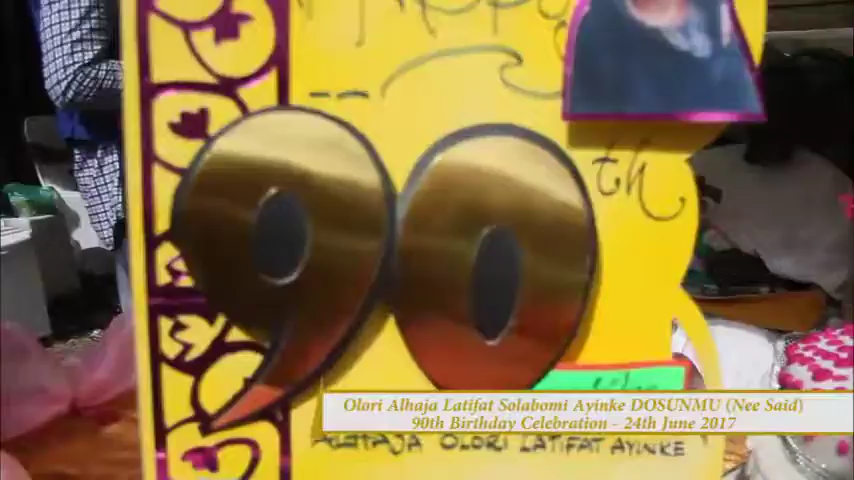 Happy
90
th
Olori Alhaja Latifat Solabomi Ayinke DOSUNMU (Nee Said)
90th Birthday Celebration - 24th June 2017
ALHAJA OLORI LATIFAT AYINKE